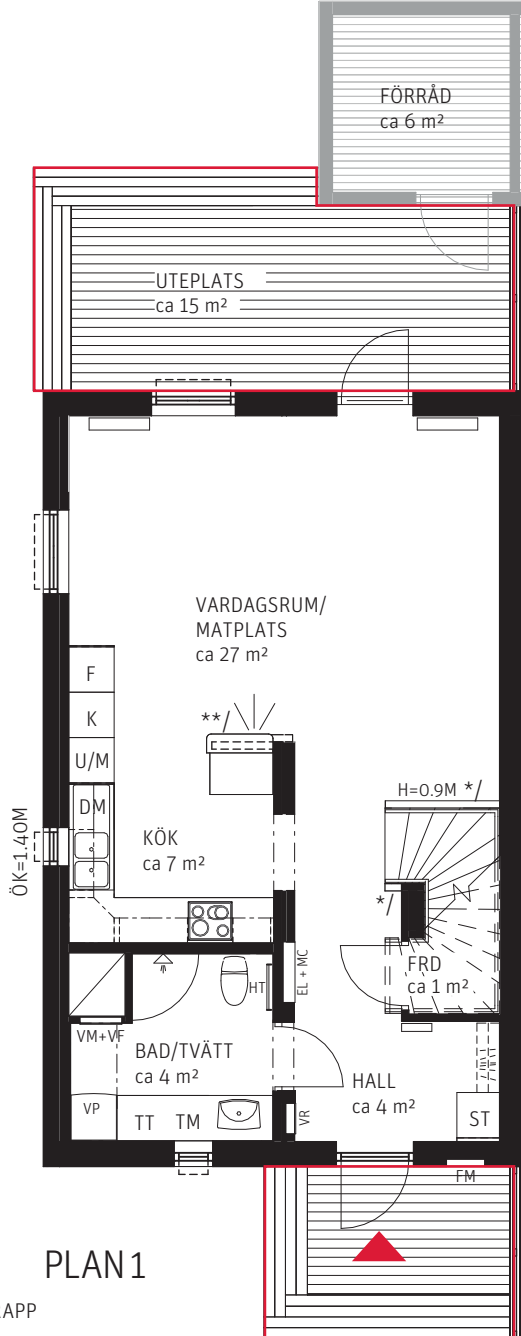 FÖRRÅD
ca 6 m²
UTEPLATS
ca 15 m²
VARDAGSRUM/
MATPLATS
ca 27 m²
F
K
**/
U/M
H=0.9M */
DM
ÖK=1.40M
KÖK
ca 7 m²
*/
FRD
ca 1 m²
EL + MC
HT
VM+VF
BAD/TVÄTT
ca 4 m²
HALL
ca 4 m²
VP
TT
TM
VR
ST
FM
PLAN 1